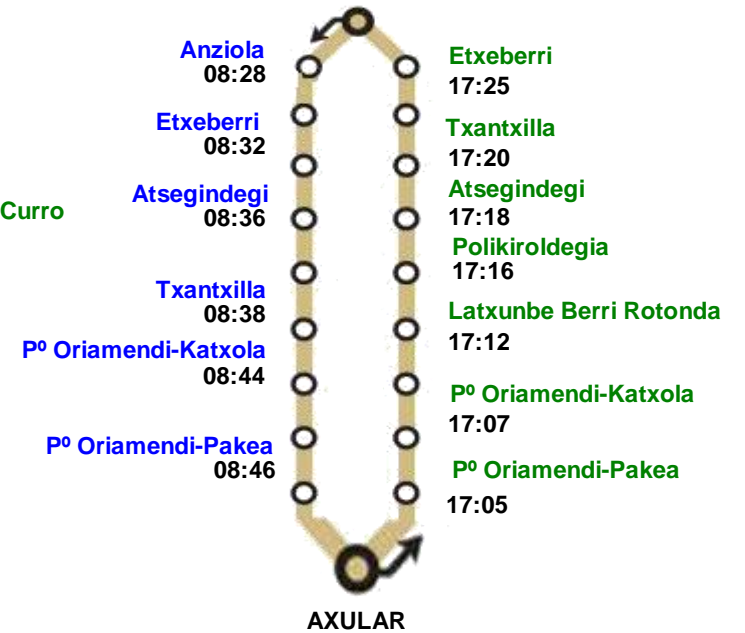 Anziola
08:28
Etxeberri
08:32
Atsegindegi
08:36
Curro
Txantxilla
08:38
Pº Oriamendi-Katxola
08:44
Pº Oriamendi-Pakea
08:46
Etxeberri
17:25
Txantxilla
17:20
Atsegindegi
17:18
Polikiroldegia
17:16
Latxunbe Berri Rotonda
17:12
Pº Oriamendi-Katxola
17:07
Pº Oriamendi-Pakea
17:05
AXULAR